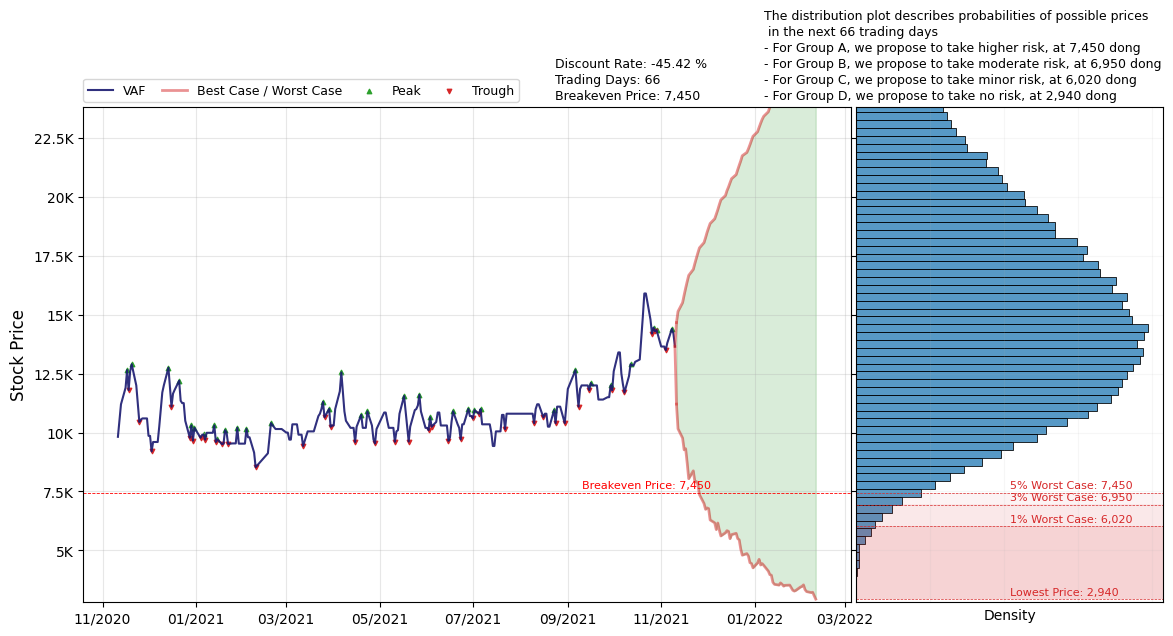 The distribution plot describes probabilities of possible prices
in the next 66 trading days
- For Group A, we propose to take higher risk, at 7,450 dong
- For Group B, we propose to take moderate risk, at 6,950 dong
- For Group C, we propose to take minor risk, at 6,020 dong
- For Group D, we propose to take no risk, at 2,940 dong
Discount Rate: -45.42 %
Trading Days: 66
Breakeven Price: 7,450
VAF
Best Case / Worst Case
Peak
Trough
Stock Price
22.5K
20K
17.5K
15K
12.5K
10K
7.5K
5K
Breakeven Price: 7,450
5% Worst Case: 7,450
3% Worst Case: 6,950
1% Worst Case: 6,020
Lowest Price: 2,940
11/2020
01/2021
03/2021
05/2021
07/2021
09/2021
11/2021
01/2022
03/2022
Density